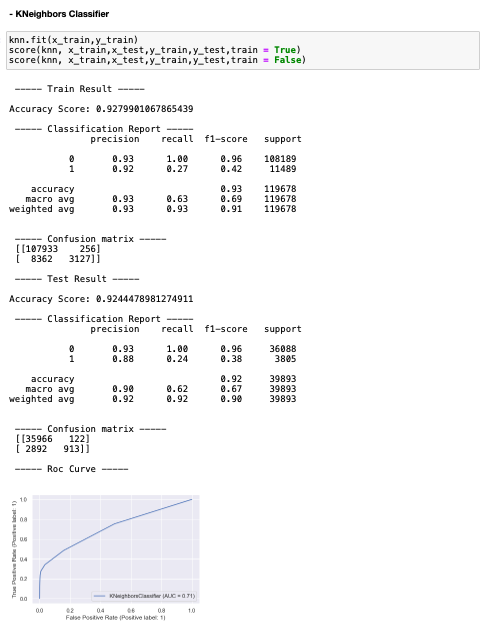 - KNeighbors Classifier
knn.fit(x_train,y_train)
score(knn, x_train,x_test,y_train,y_test,train = True)
score(knn, x_train,x_test,y_train,y_test,train = False)
----- Train Result -----
Accuracy Score: 0.9279901067865439
----- Classification Report -----
precision recall f1-score support
0 0.93 1.00 0.96 108189
1 0.92 0.27 0.42 11489
accuracy 0.93 119678
macro avg 0.93 0.63 0.69 119678
weighted avg 0.93 0.93 0.91 119678
----- Confusion matrix -----
[[107933 256]
[ 8362 3127]]
----- Test Result -----
Accuracy Score: 0.9244478981274911
----- Classification Report -----
precision recall f1-score support
0 0.93 1.00 0.96 36088
1 0.88 0.24 0.38 3805
accuracy 0.92 39893
macro avg 0.90 0.62 0.67 39893
weighted avg 0.92 0.92 0.90 39893
----- Confusion matrix -----
[[35966 122]
[ 2892 913]]
----- Roc Curve -----
True Positive Rate (Positive label: 1)
1.0
0.8
0.6
0.4
0.2
0.0
KNeighborsClassifier (AUC = 0.71)
0.0 0.2 0.4 0.6 0.8 1.0
False Positive Rate (Positive label: 1)